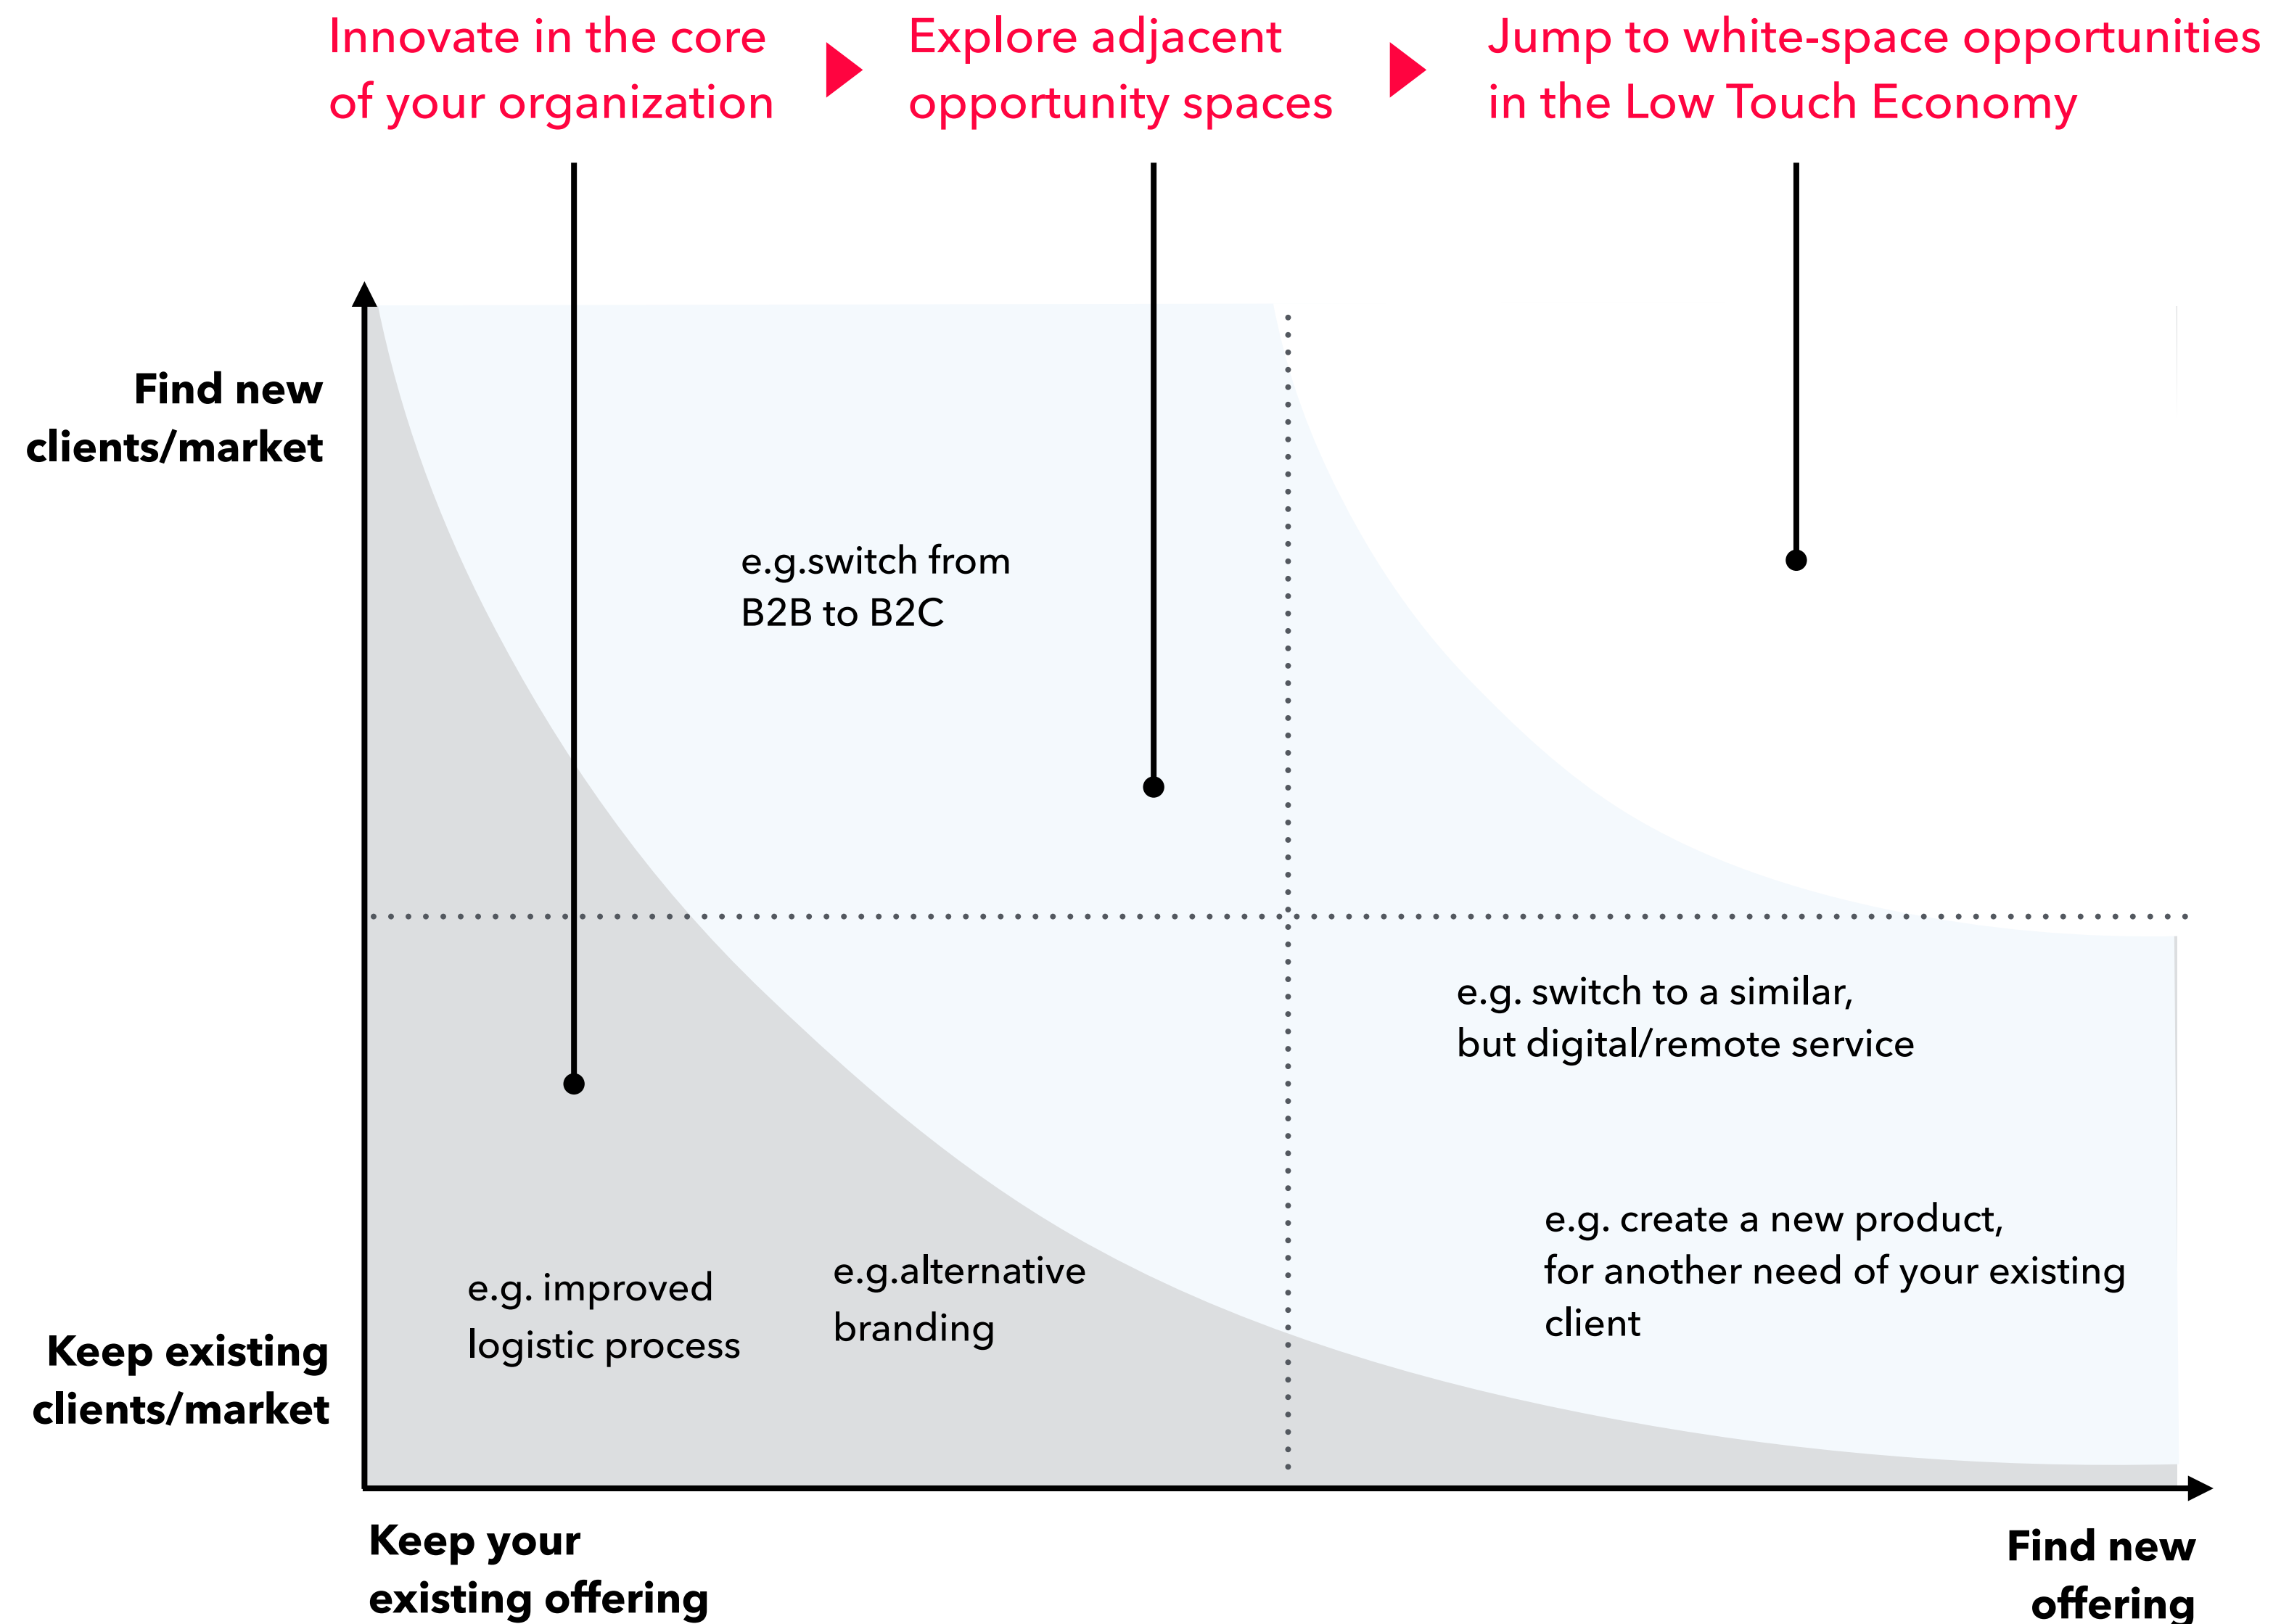 Innovate in the core
of your organization
Explore adjacent
opportunity spaces
Jump to white-space opportunities
in the Low Touch Economy
Find new
clients/market
e.g.switch from
B2B to B2C
e.g. switch to a similar,
but digital/remote service
e.g. create a new product,
for another need of your existing
client
e.g. improved
logistic process
e.g.alternative
branding
Keep existing
clients/market
Keep your
existing offering
Find new
offering